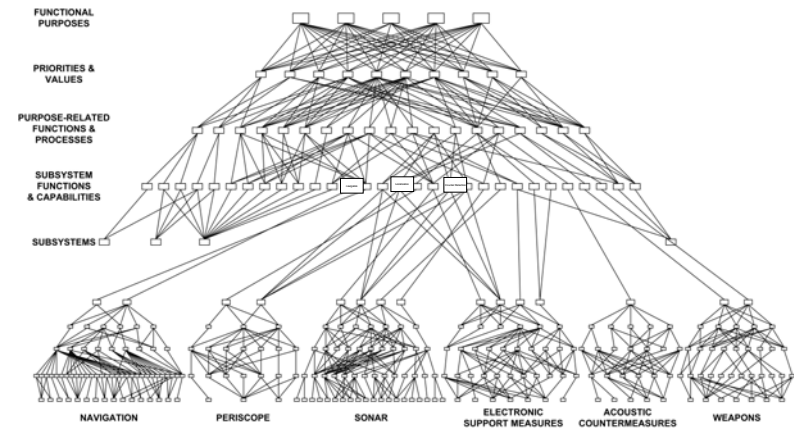 FUNCTIONAL
PURPOSES
PRIORITIES &
VALUES
PURPOSE-RELATED
FUNCTIONS &
PROCESSES
SUBSYSTEM
FUNCTIONS
& CAPABILITIES
SUBSYSTEMS
NAVIGATION
PERISCOPE
SONAR
ELECTRONIC
SUPPORT MEASURES
ACOUSTIC
COUNTERMEASURES
WEAPONS